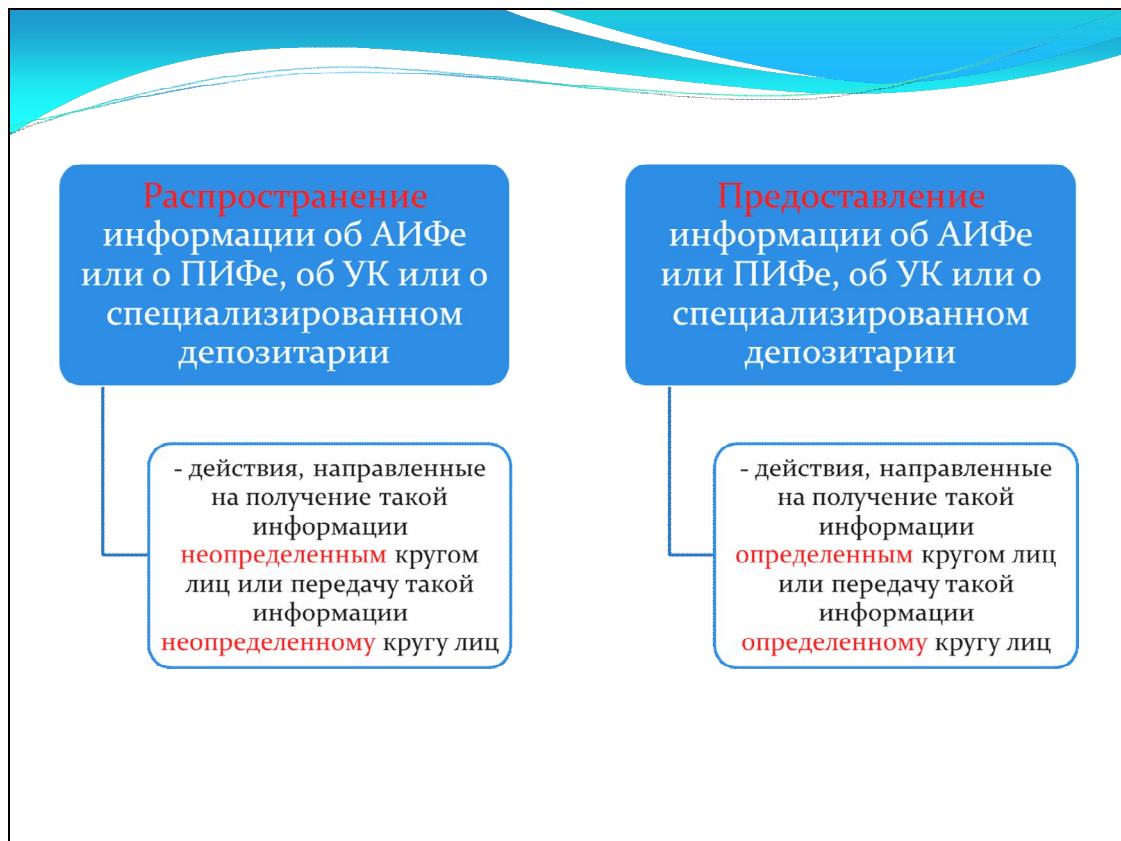 Распространение
информации об АИФе
или о ПИФе, об УК или о
специализированном
депозитарии
- действия, направленные
на получение такой
информации
неопределенным кругом
лиц или передачу такой
информации
неопределенному кругу лиц
Предоставление
информации об АИФе
или ПИФе, об УК или о
специализированном
депозитарии
- действия, направленные
на получение такой
информации
определенным кругом лиц
или передачу такой
информации
определенному кругу лиц